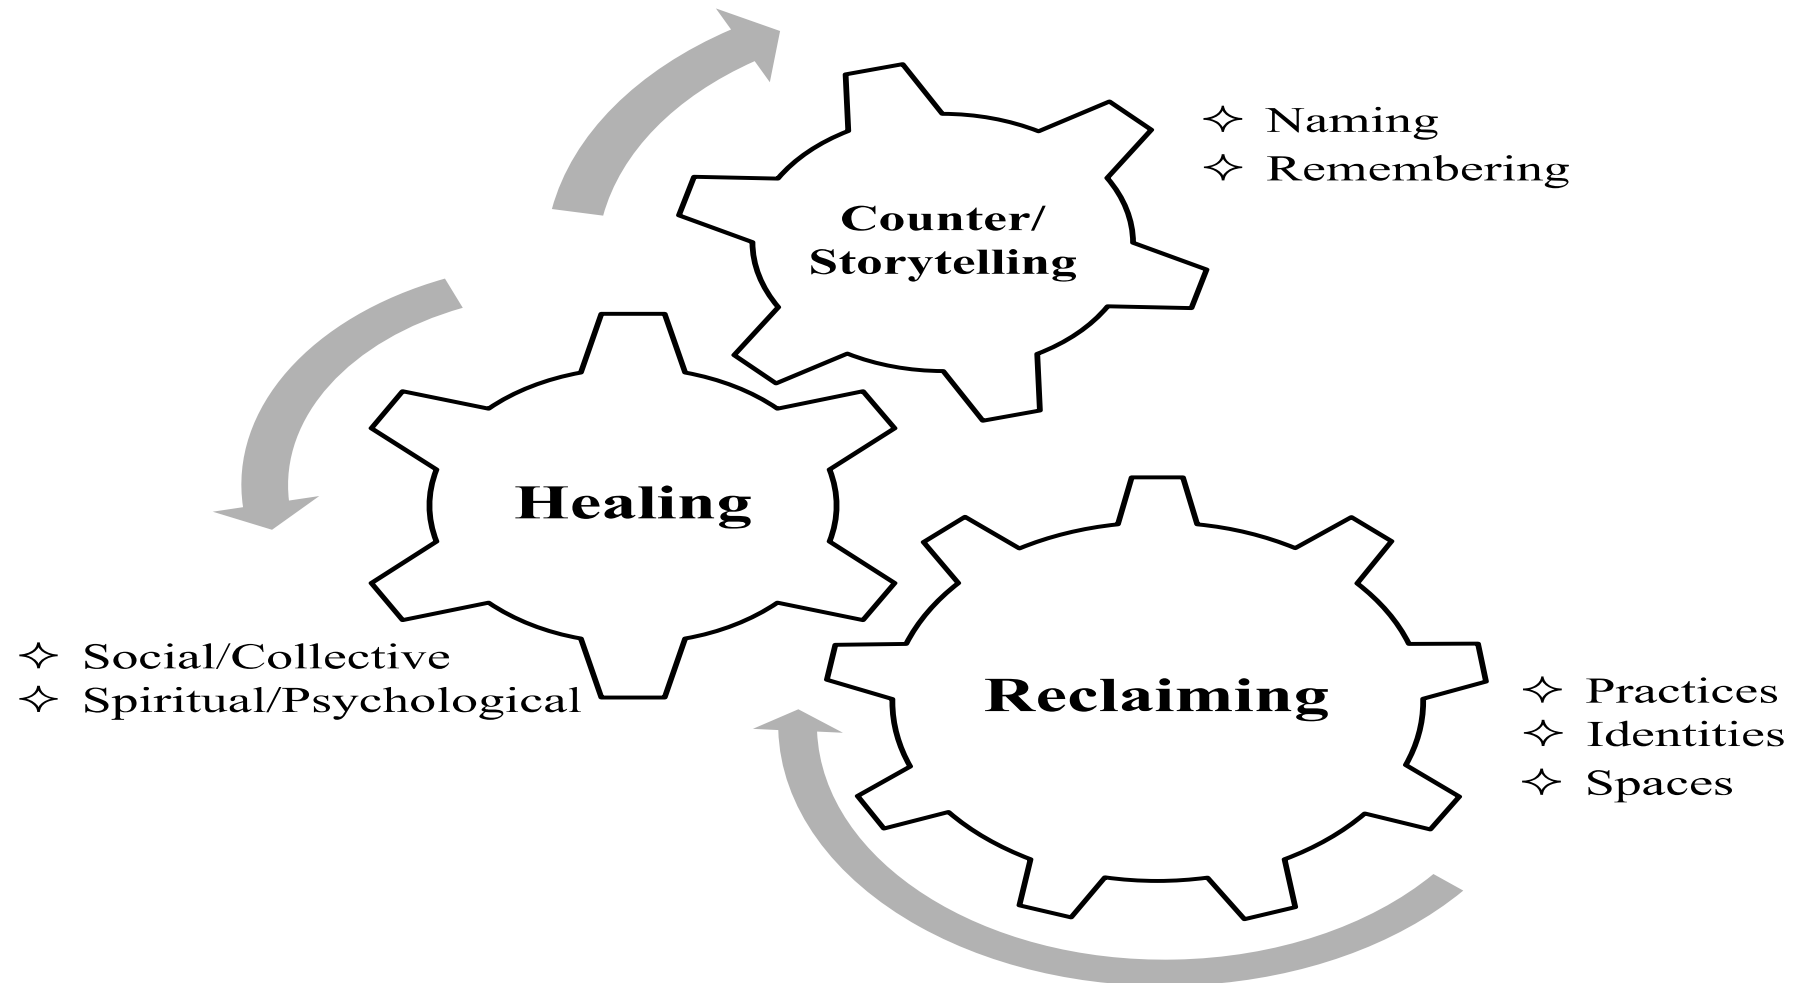 ✧ Naming
✧ Remembering
Counter/
Storytelling
Healing
✧ Social/Collective
✧ Spiritual/Psychological
Reclaiming
✧ Practices
✧ Identities
✧ Spaces